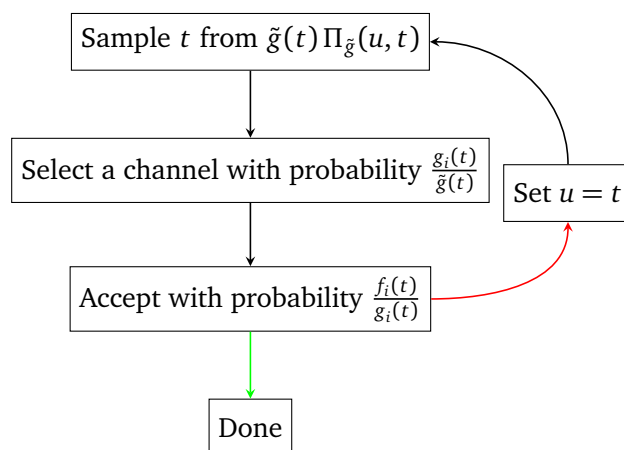 Sample t from g̃(t) Π_g̃(u, t)
Select a channel with probability g_i(t)/g̃(t)
Set u = t
Accept with probability f_i(t)/g_i(t)
Done